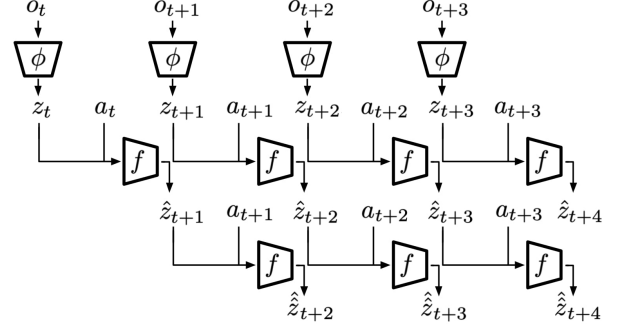 o_t o_{t+1} o_{t+2} o_{t+3}
ϕ ϕ ϕ ϕ
z_t a_t z_{t+1} a_{t+1} z_{t+2} a_{t+2} z_{t+3} a_{t+3}
f f f f
ẑ_{t+1} a_{t+1} ẑ_{t+2} a_{t+2} ẑ_{t+3} a_{t+3} ẑ_{t+4}
f f f
ẑ̂_{t+2} ẑ̂_{t+3} ẑ̂_{t+4}